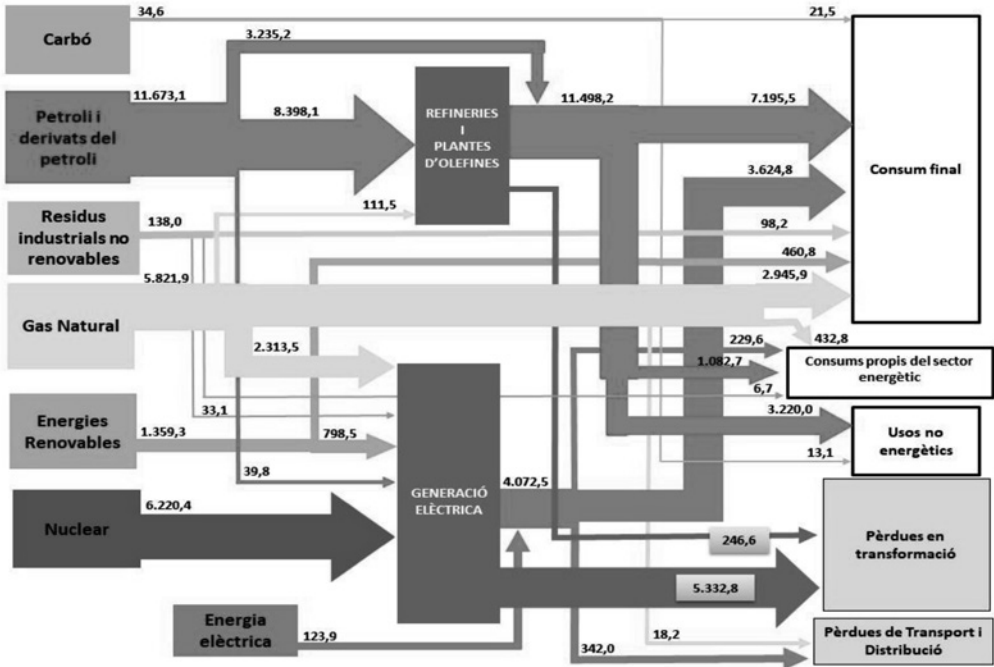 34,6
21,5
Carbó
3.235,2
11.673,1
Petroli i
derivats del
petroli
8.398,1
REFINERIES
I
PLANTES
D'OLEFINES
11.498,2
7.195,5
Consum final
3.624,8
111,5
Residus
industrials no
renovables
138,0
98,2
460,8
5.821,9
2.945,9
Gas Natural
2.313,5
229,6
432,8
1.082,7
Consums propis del sector
energètic
6,7
33,1
Energies
Renovables
1.359,3
798,5
3.220,0
Usos no
energètics
13,1
39,8
GENERACIÓ
ELÈCTRICA
4.072,5
Nuclear
6.220,4
246,6
Pèrdues en
transformació
5.332,8
Energia
elèctrica
123,9
18,2
342,0
Pèrdues de Transport i
Distribució